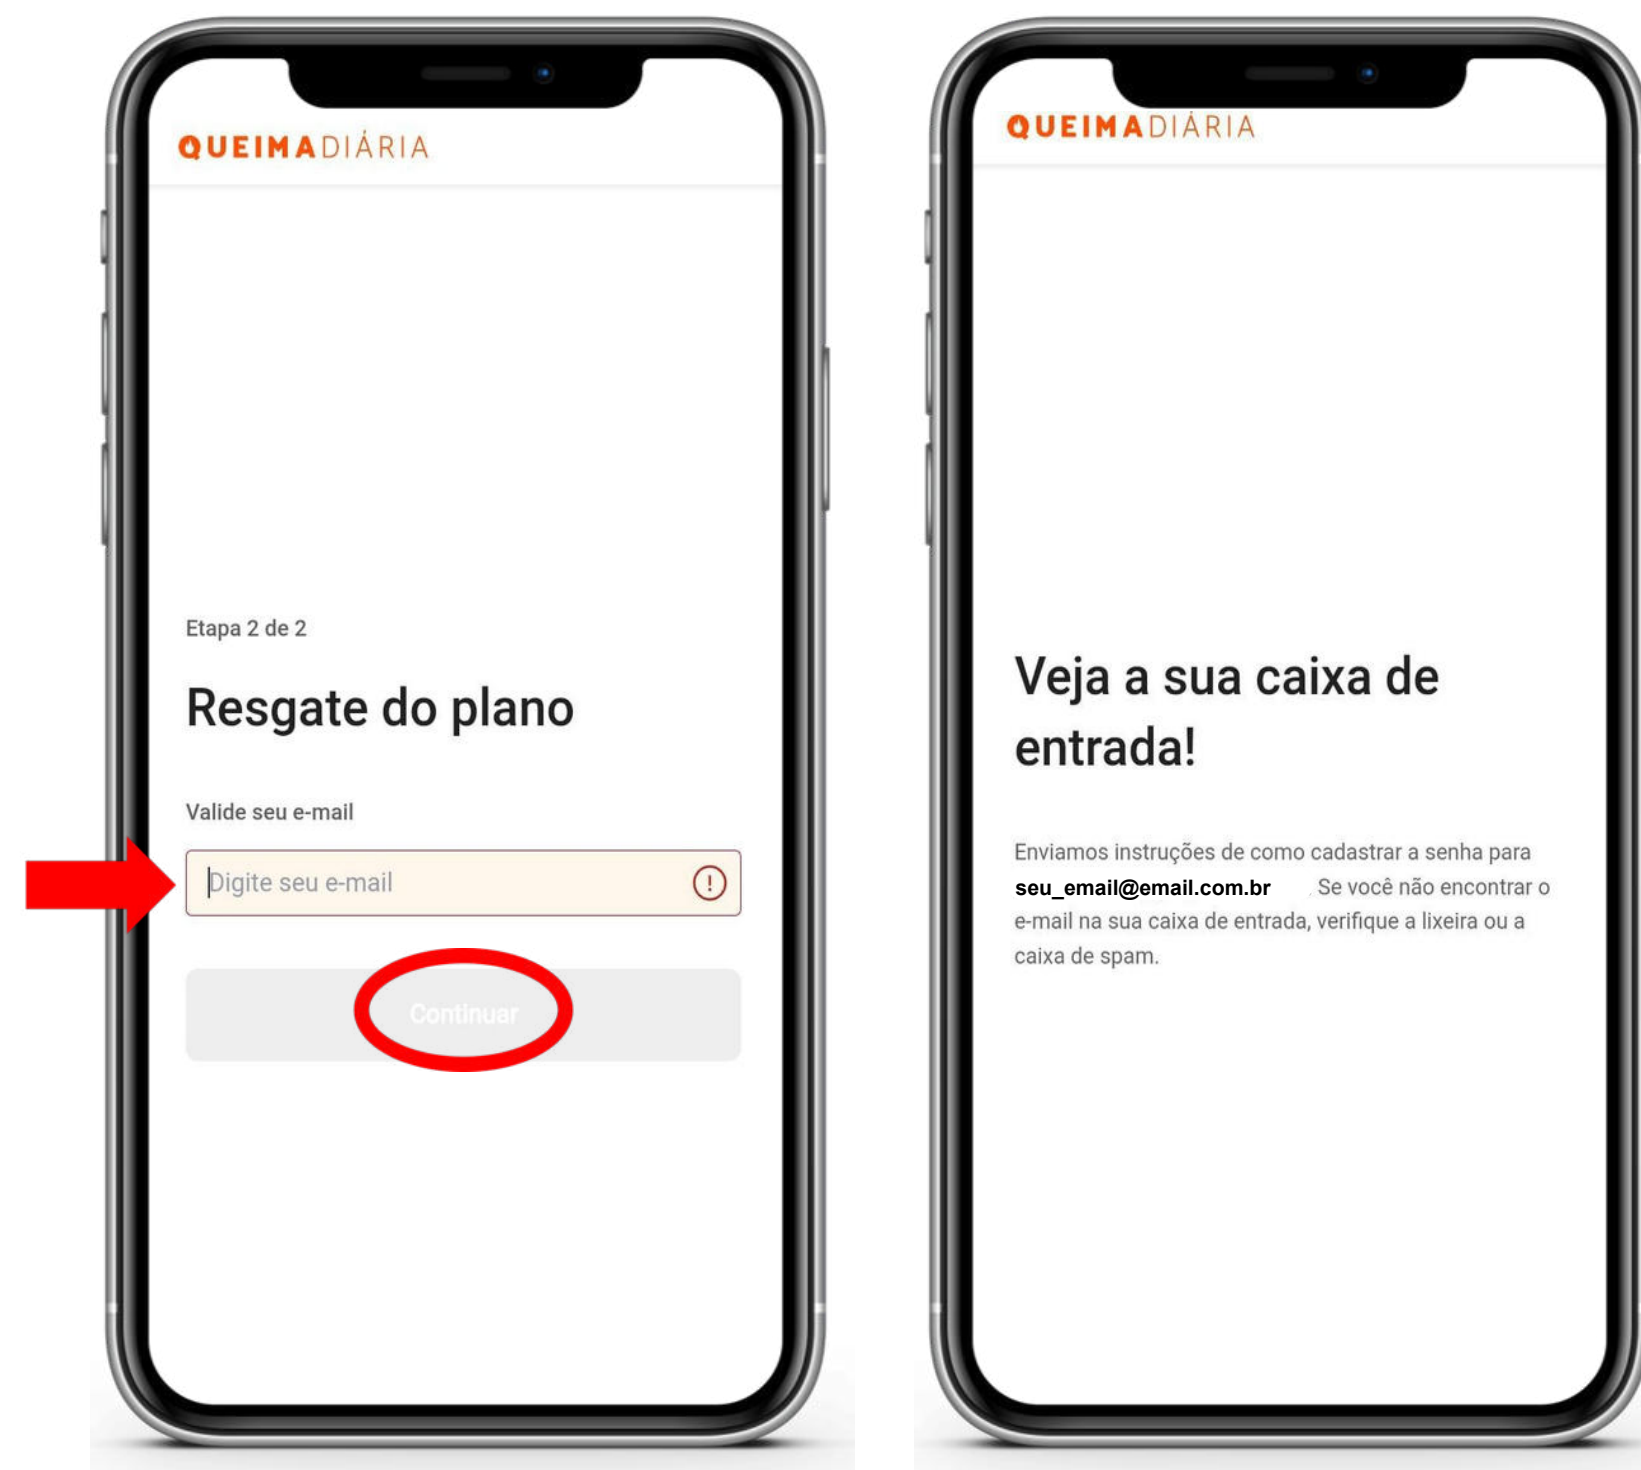 QUEIMADIÁRIA
Etapa 2 de 2
Resgate do plano
Valide seu e-mail
Digite seu e-mail
Continuar
QUEIMADIÁRIA
Veja a sua caixa de
entrada!
Enviamos instruções de como cadastrar a senha para
seu_email@email.com.br . Se você não encontrar o
e-mail na sua caixa de entrada, verifique a lixeira ou a
caixa de spam.